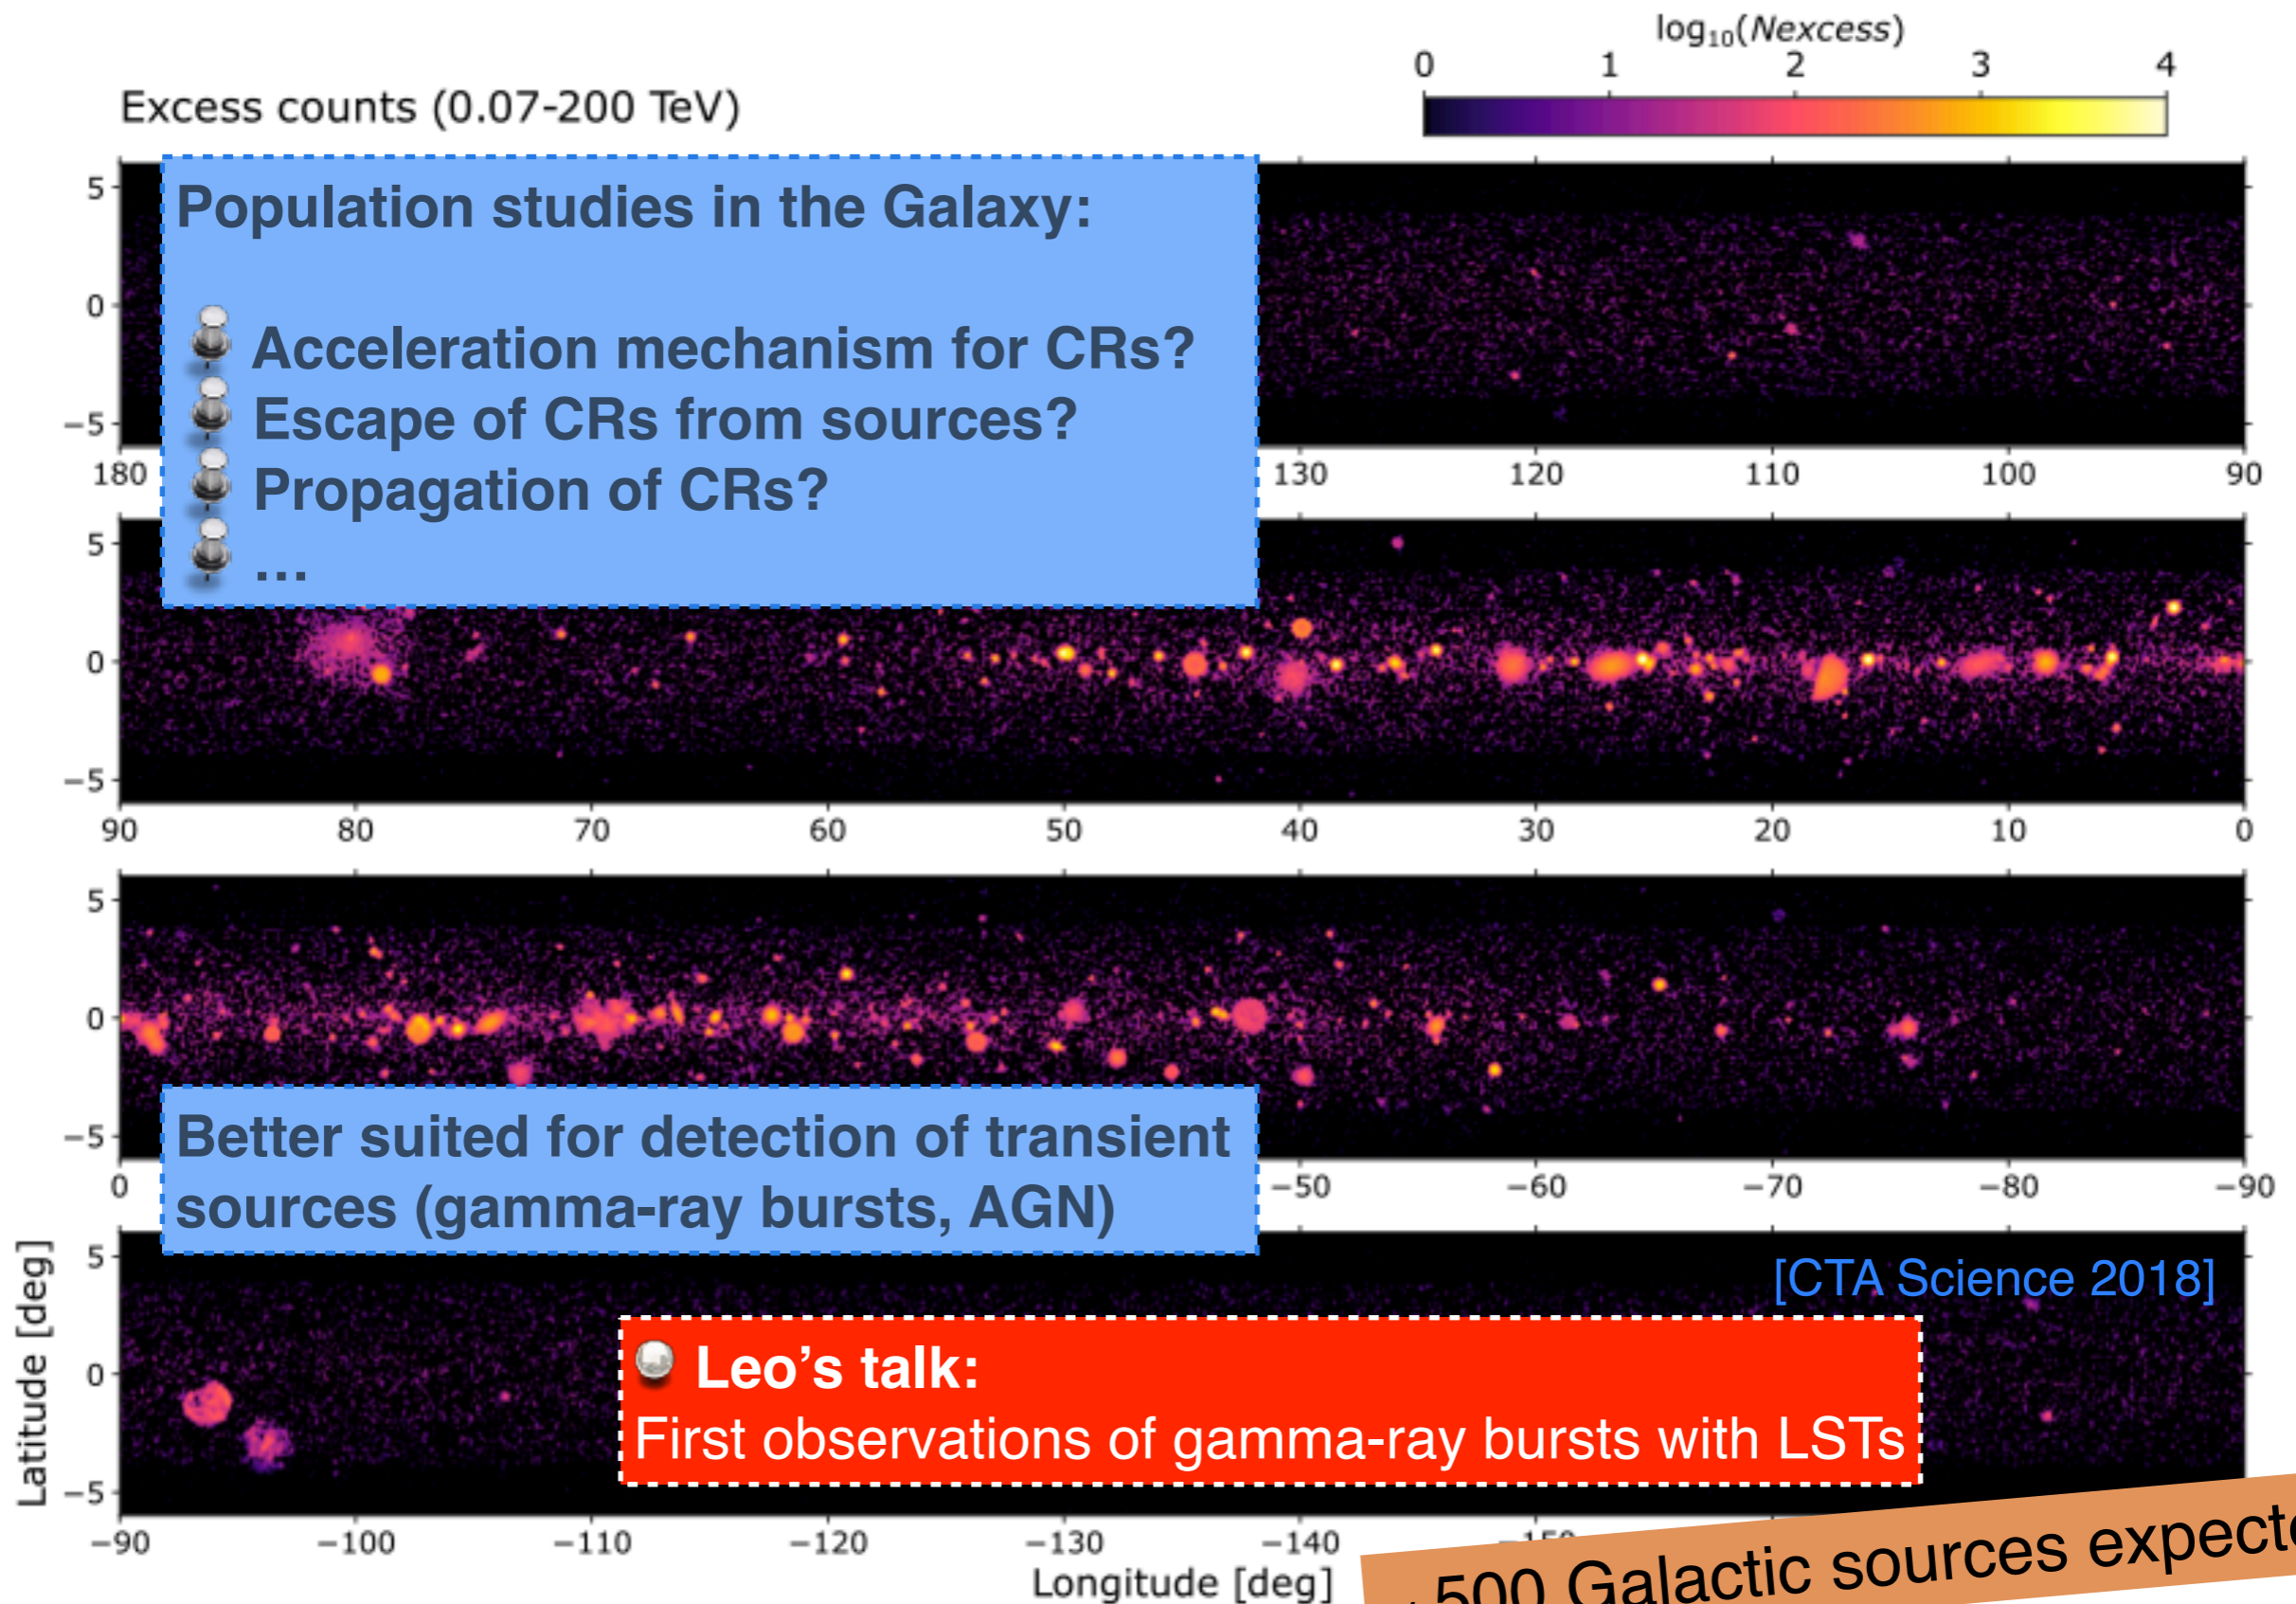 log₁₀(Nexcess)
0 1 2 3 4
Excess counts (0.07-200 TeV)
5
0
−5
Population studies in the Galaxy:
Acceleration mechanism for CRs?
Escape of CRs from sources?
Propagation of CRs?
…
180 130 120 110 100 90
5
0
−5
90 80 70 60 50 40 30 20 10 0
5
0
−5
Better suited for detection of transient
sources (gamma-ray bursts, AGN)
0 −50 −60 −70 −80 −90
[CTA Science 2018]
Latitude [deg]
5
0
−5
Leo’s talk:
First observations of gamma-ray bursts with LSTs
−90 −100 −110 −120 −130 −140
Longitude [deg]
500 Galactic sources